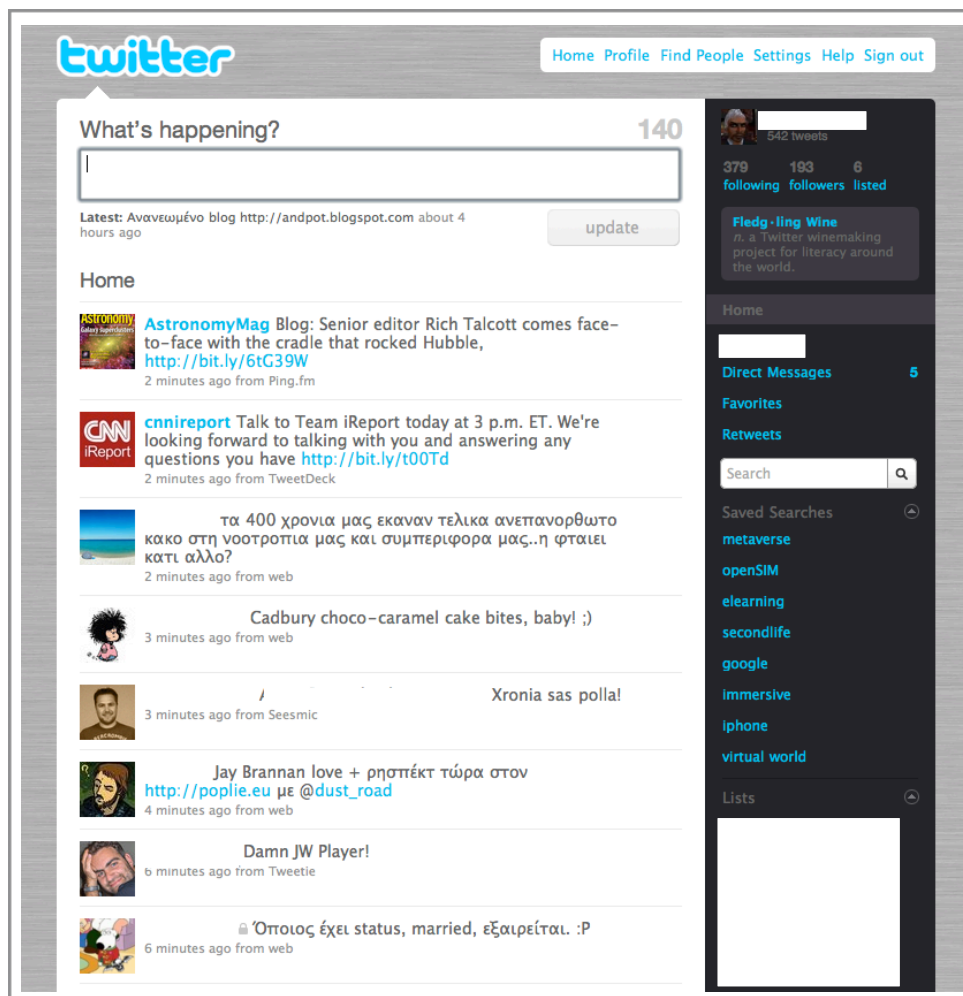 twitter
Home Profile Find People Settings Help Sign out
What's happening?
140
Latest: Ανανεωμένο blog http://andpot.blogspot.com about 4
hours ago
update
Home
Astronomy
Galaxy Superclusters
AstronomyMag Blog: Senior editor Rich Talcott comes face-
to-face with the cradle that rocked Hubble,
http://bit.ly/6tG39W
2 minutes ago from Ping.fm
CNN
iReport
cnnireport Talk to Team iReport today at 3 p.m. ET. We're
looking forward to talking with you and answering any
questions you have http://bit.ly/t00Td
2 minutes ago from TweetDeck
τα 400 χρονια μας εκαναν τελικα ανεπανορθωτο
κακο στη νοοτροπια μας και συμπεριφορα μας..η φταιει
κατι αλλο?
2 minutes ago from web
Cadbury choco-caramel cake bites, baby! ;)
3 minutes ago from web
Xronia sas polla!
3 minutes ago from Seesmic
Jay Brannan love + ρησπέκτ τώρα στον
http://poplie.eu με @dust_road
4 minutes ago from web
Damn JW Player!
6 minutes ago from Tweetie
Όποιος έχει status, married, εξαιρείται. :P
6 minutes ago from web
542 tweets
379 193 6
following followers listed
Fledg·ling Wine
n. a Twitter winemaking
project for literacy around
the world.
Home
Direct Messages 5
Favorites
Retweets
Search
Saved Searches
metaverse
openSIM
elearning
secondlife
google
immersive
iphone
virtual world
Lists